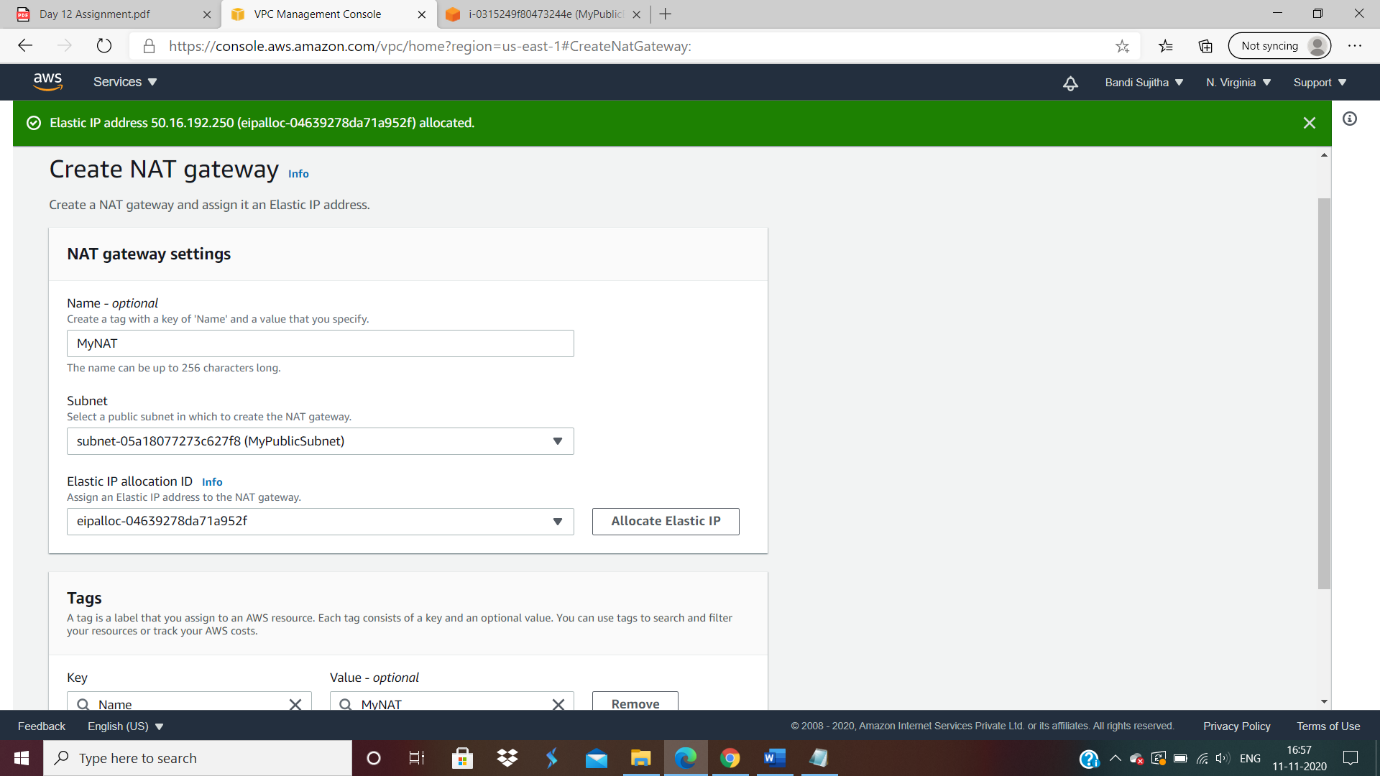 Day 12 Assignment.pdf
VPC Management Console
i-0315249f80473244e (MyPublic
https://console.aws.amazon.com/vpc/home?region=us-east-1#CreateNatGateway:
Not syncing
aws
Services
Bandi Sujitha
N. Virginia
Support
Elastic IP address 50.16.192.250 (eipalloc-04639278da71a952f) allocated.
Create NAT gateway Info
Create a NAT gateway and assign it an Elastic IP address.
NAT gateway settings
Name - optional
Create a tag with a key of 'Name' and a value that you specify.
MyNAT
The name can be up to 256 characters long.
Subnet
Select a public subnet in which to create the NAT gateway.
subnet-05a18077273c627f8 (MyPublicSubnet)
Elastic IP allocation ID Info
Assign an Elastic IP address to the NAT gateway.
eipalloc-04639278da71a952f
Allocate Elastic IP
Tags
A tag is a label that you assign to an AWS resource. Each tag consists of a key and an optional value. You can use tags to search and filter
your resources or track your AWS costs.
Key
Value - optional
Name
MyNAT
Remove
Feedback
English (US)
© 2008 - 2020, Amazon Internet Services Private Ltd. or its affiliates. All rights reserved.
Privacy Policy
Terms of Use
Type here to search
ENG
16:57
11-11-2020